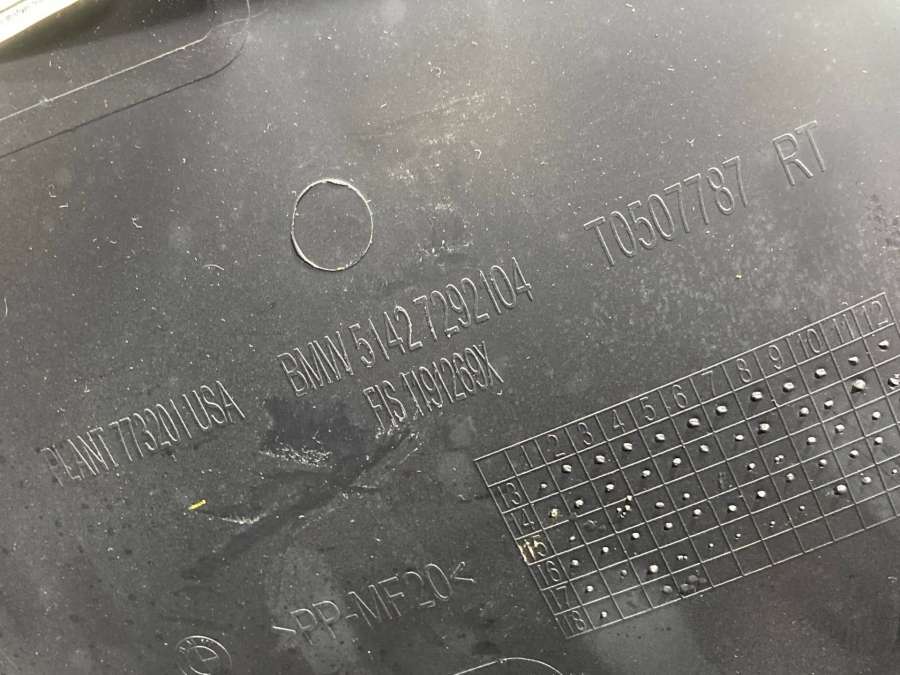 T0507787 RT
BMW 5142 7292104
FIS 1191269X
PLANT 773201 USA
1 2 3 4 5 6 7 8 9 10 11 12
13
14
15
16
17
18
>PP-MF20<